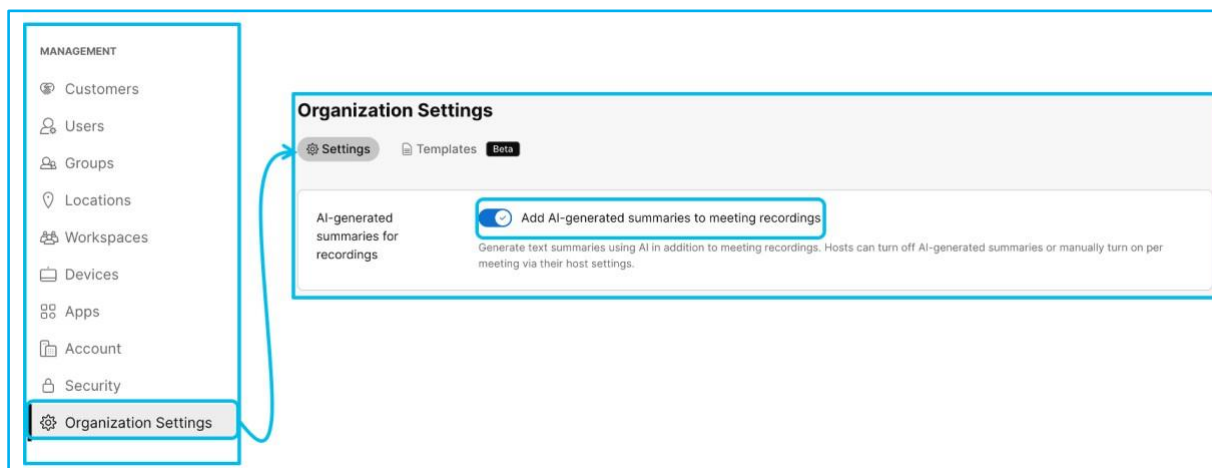 MANAGEMENT
Customers
Users
Groups
Locations
Workspaces
Devices
Apps
Account
Security
Organization Settings
Organization Settings
Settings Templates Beta
AI-generated
summaries for
recordings
Add AI-generated summaries to meeting recordings
Generate text summaries using AI in addition to meeting recordings. Hosts can turn off AI-generated summaries or manually turn on per
meeting via their host settings.